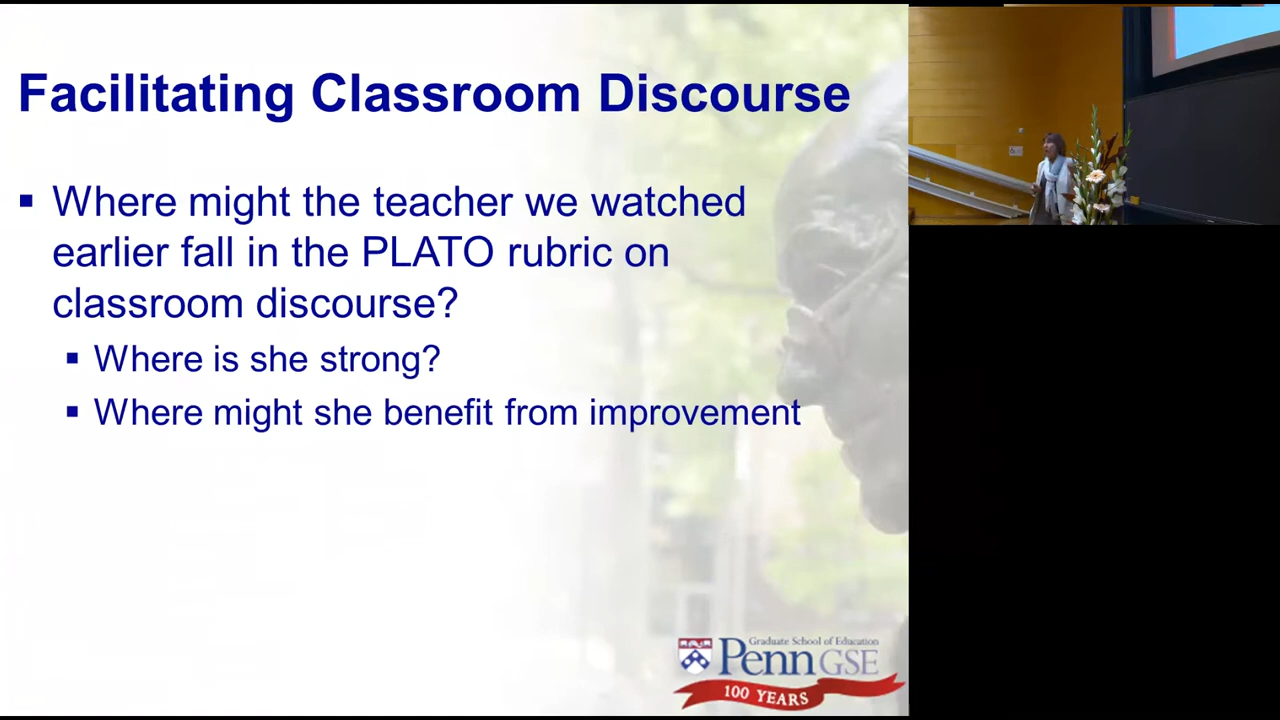 Facilitating Classroom Discourse
▪ Where might the teacher we watched
earlier fall in the PLATO rubric on
classroom discourse?
▪ Where is she strong?
▪ Where might she benefit from improvement
Graduate School of Education
Penn GSE
100 YEARS